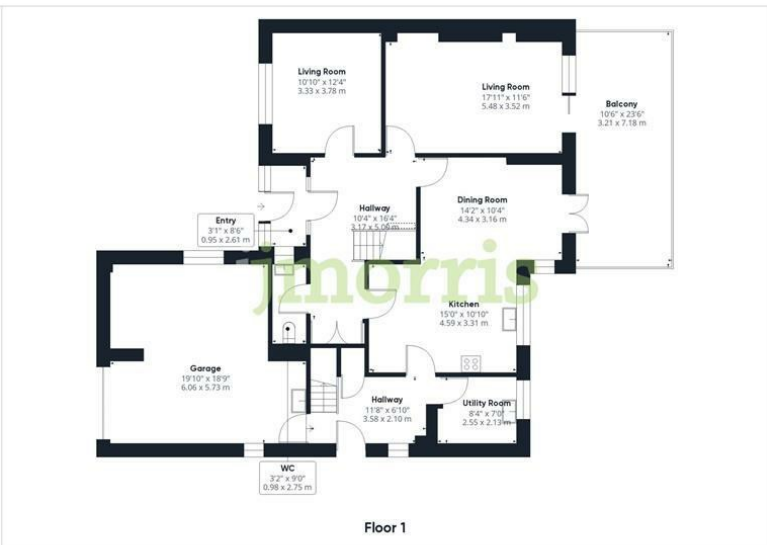 Living Room
10'10" x 12'4"
3.33 x 3.78 m
Living Room
17'11" x 11'6"
5.48 x 3.52 m
Balcony
10'6" x 23'6"
3.21 x 7.18 m
Dining Room
14'2" x 10'4"
4.34 x 3.16 m
Hallway
10'4" x 16'4"
3.17 x 5.00 m
Entry
3'1" x 8'6"
0.95 x 2.61 m
jmorris
Kitchen
15'0" x 10'10"
4.59 x 3.31 m
Garage
19'10" x 18'9"
6.06 x 5.73 m
Hallway
11'8" x 6'10"
3.58 x 2.10 m
Utility Room
8'4" x 7'0"
2.55 x 2.13 m
WC
3'2" x 9'0"
0.98 x 2.75 m
Floor 1